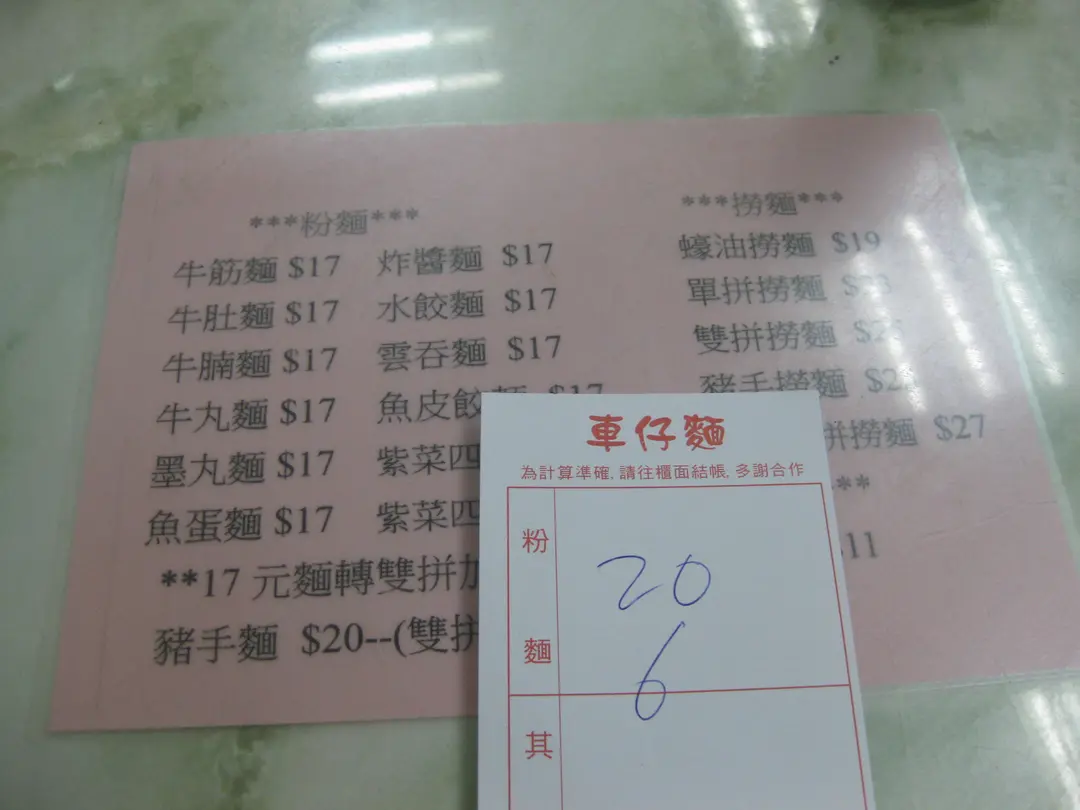 ***粉麵***
牛筋麵 $17 炸醬麵 $17
牛肚麵 $17 水餃麵 $17
牛腩麵 $17 雲吞麵 $17
牛丸麵 $17 魚皮餃麵 $17
墨丸麵 $17 紫菜四
魚蛋麵 $17 紫菜四
**17 元麵轉雙拼加
豬手麵 $20--(雙拼
***撈麵***
蠔油撈麵 $19
單拼撈麵
雙拼撈麵
豬手撈麵
拼撈麵 $27
**
11
車仔麵
為計算準確, 請往櫃面結帳, 多謝合作
粉麵
20
6
其